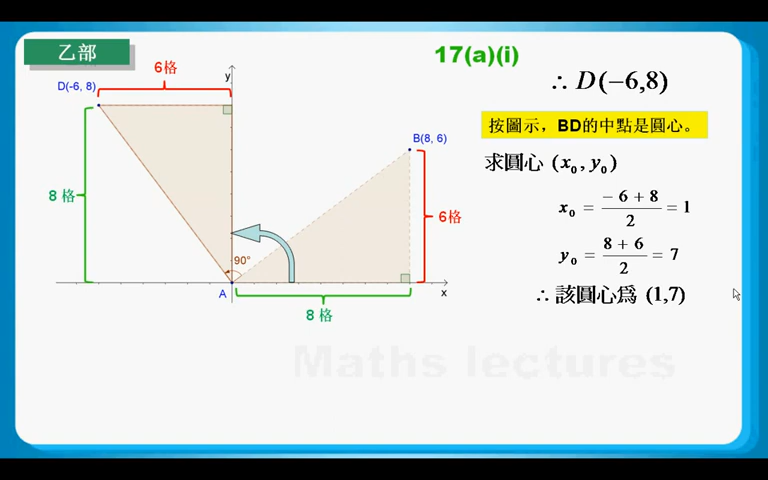 乙部
17(a)(i)
6格
y
D(-6, 8)
∴ D(−6,8)
按圖示，BD的中點是圓心。
B(8, 6)
求圓心 (x₀, y₀)
8 格
x₀ = (−6 + 8)/2 = 1
6格
y₀ = (8 + 6)/2 = 7
90°
A
x
∴ 該圓心爲 (1,7)
8 格
Maths lectures